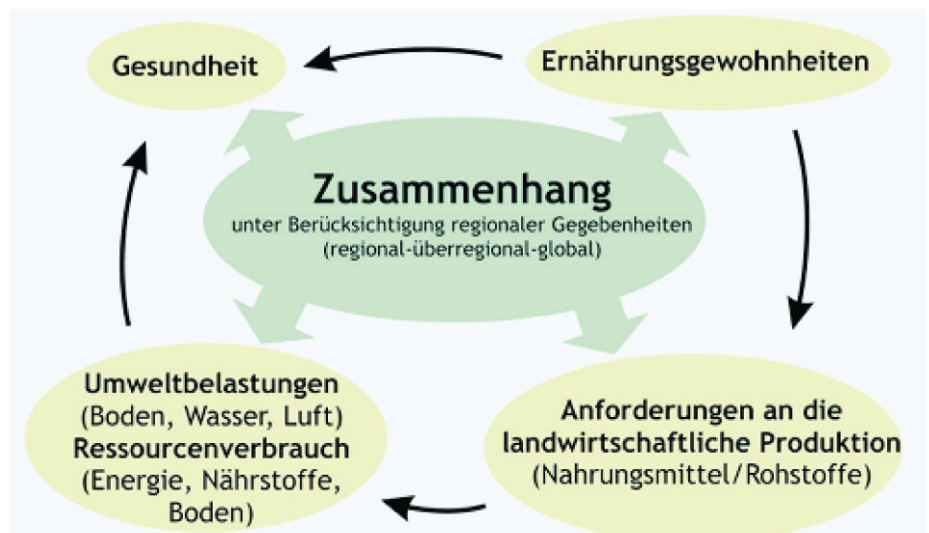 Gesundheit
Ernährungsgewohnheiten
Zusammenhang
unter Berücksichtigung regionaler Gegebenheiten
(regional-überregional-global)
Umweltbelastungen
(Boden, Wasser, Luft)
Ressourcenverbrauch
(Energie, Nährstoffe,
Boden)
Anforderungen an die
landwirtschaftliche Produktion
(Nahrungsmittel/Rohstoffe)